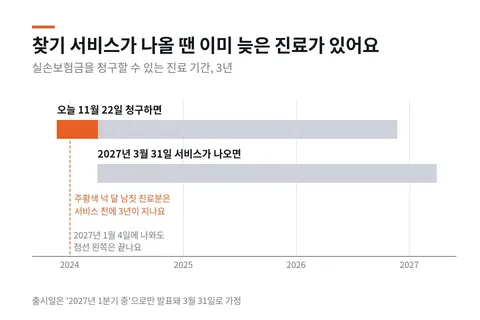 찾기 서비스가 나올 땐 이미 늦은 진료가 있어요
실손보험금을 청구할 수 있는 진료 기간, 3년
오늘 11월 22일 청구하면
2027년 3월 31일 서비스가 나오면
주황색 넉 달 남짓 진료분은
서비스 전에 3년이 지나요
2027년 1월 4일에 나와도
점선 왼쪽은 끝나요
2024 2025 2026 2027
출시일은 '2027년 1분기 중'으로만 발표돼 3월 31일로 가정